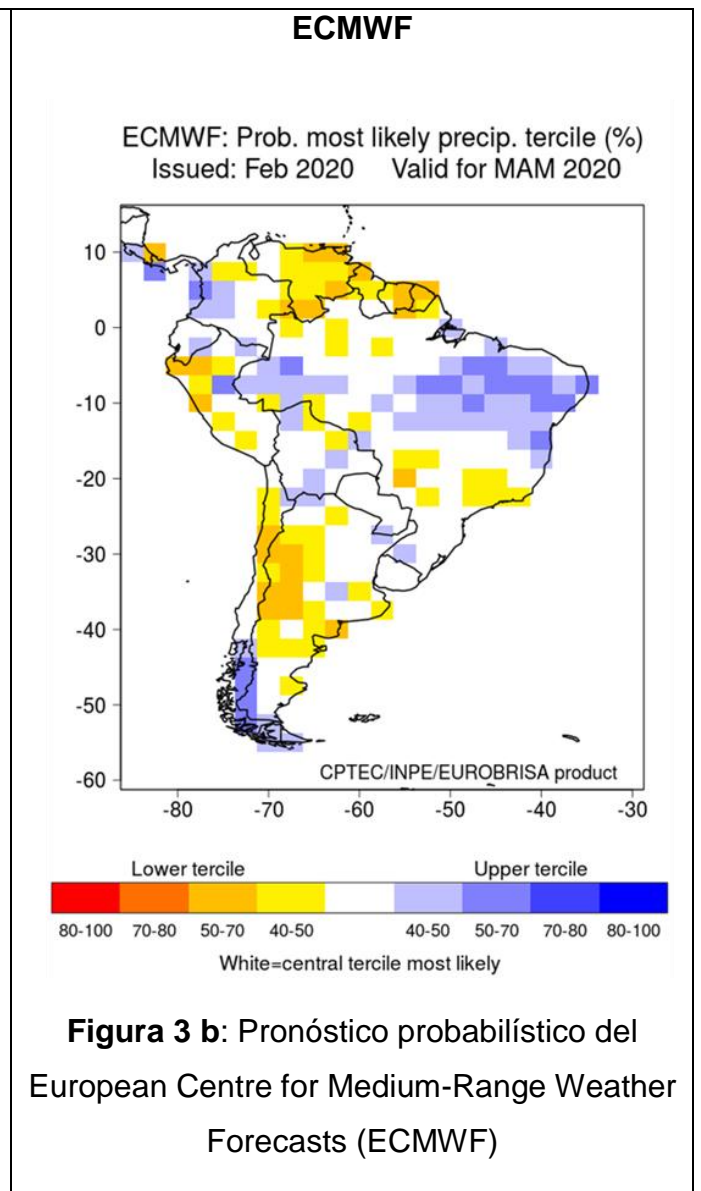 ECMWF
ECMWF: Prob. most likely precip. tercile (%)
Issued: Feb 2020 Valid for MAM 2020
10
0
-10
-20
-30
-40
-50
-60
CPTEC/INPE/EUROBRISA product
-80 -70 -60 -50 -40 -30
Lower tercile Upper tercile
80-100 70-80 50-70 40-50 40-50 50-70 70-80 80-100
White=central tercile most likely
Figura 3 b: Pronóstico probabilístico del
European Centre for Medium-Range Weather
Forecasts (ECMWF)